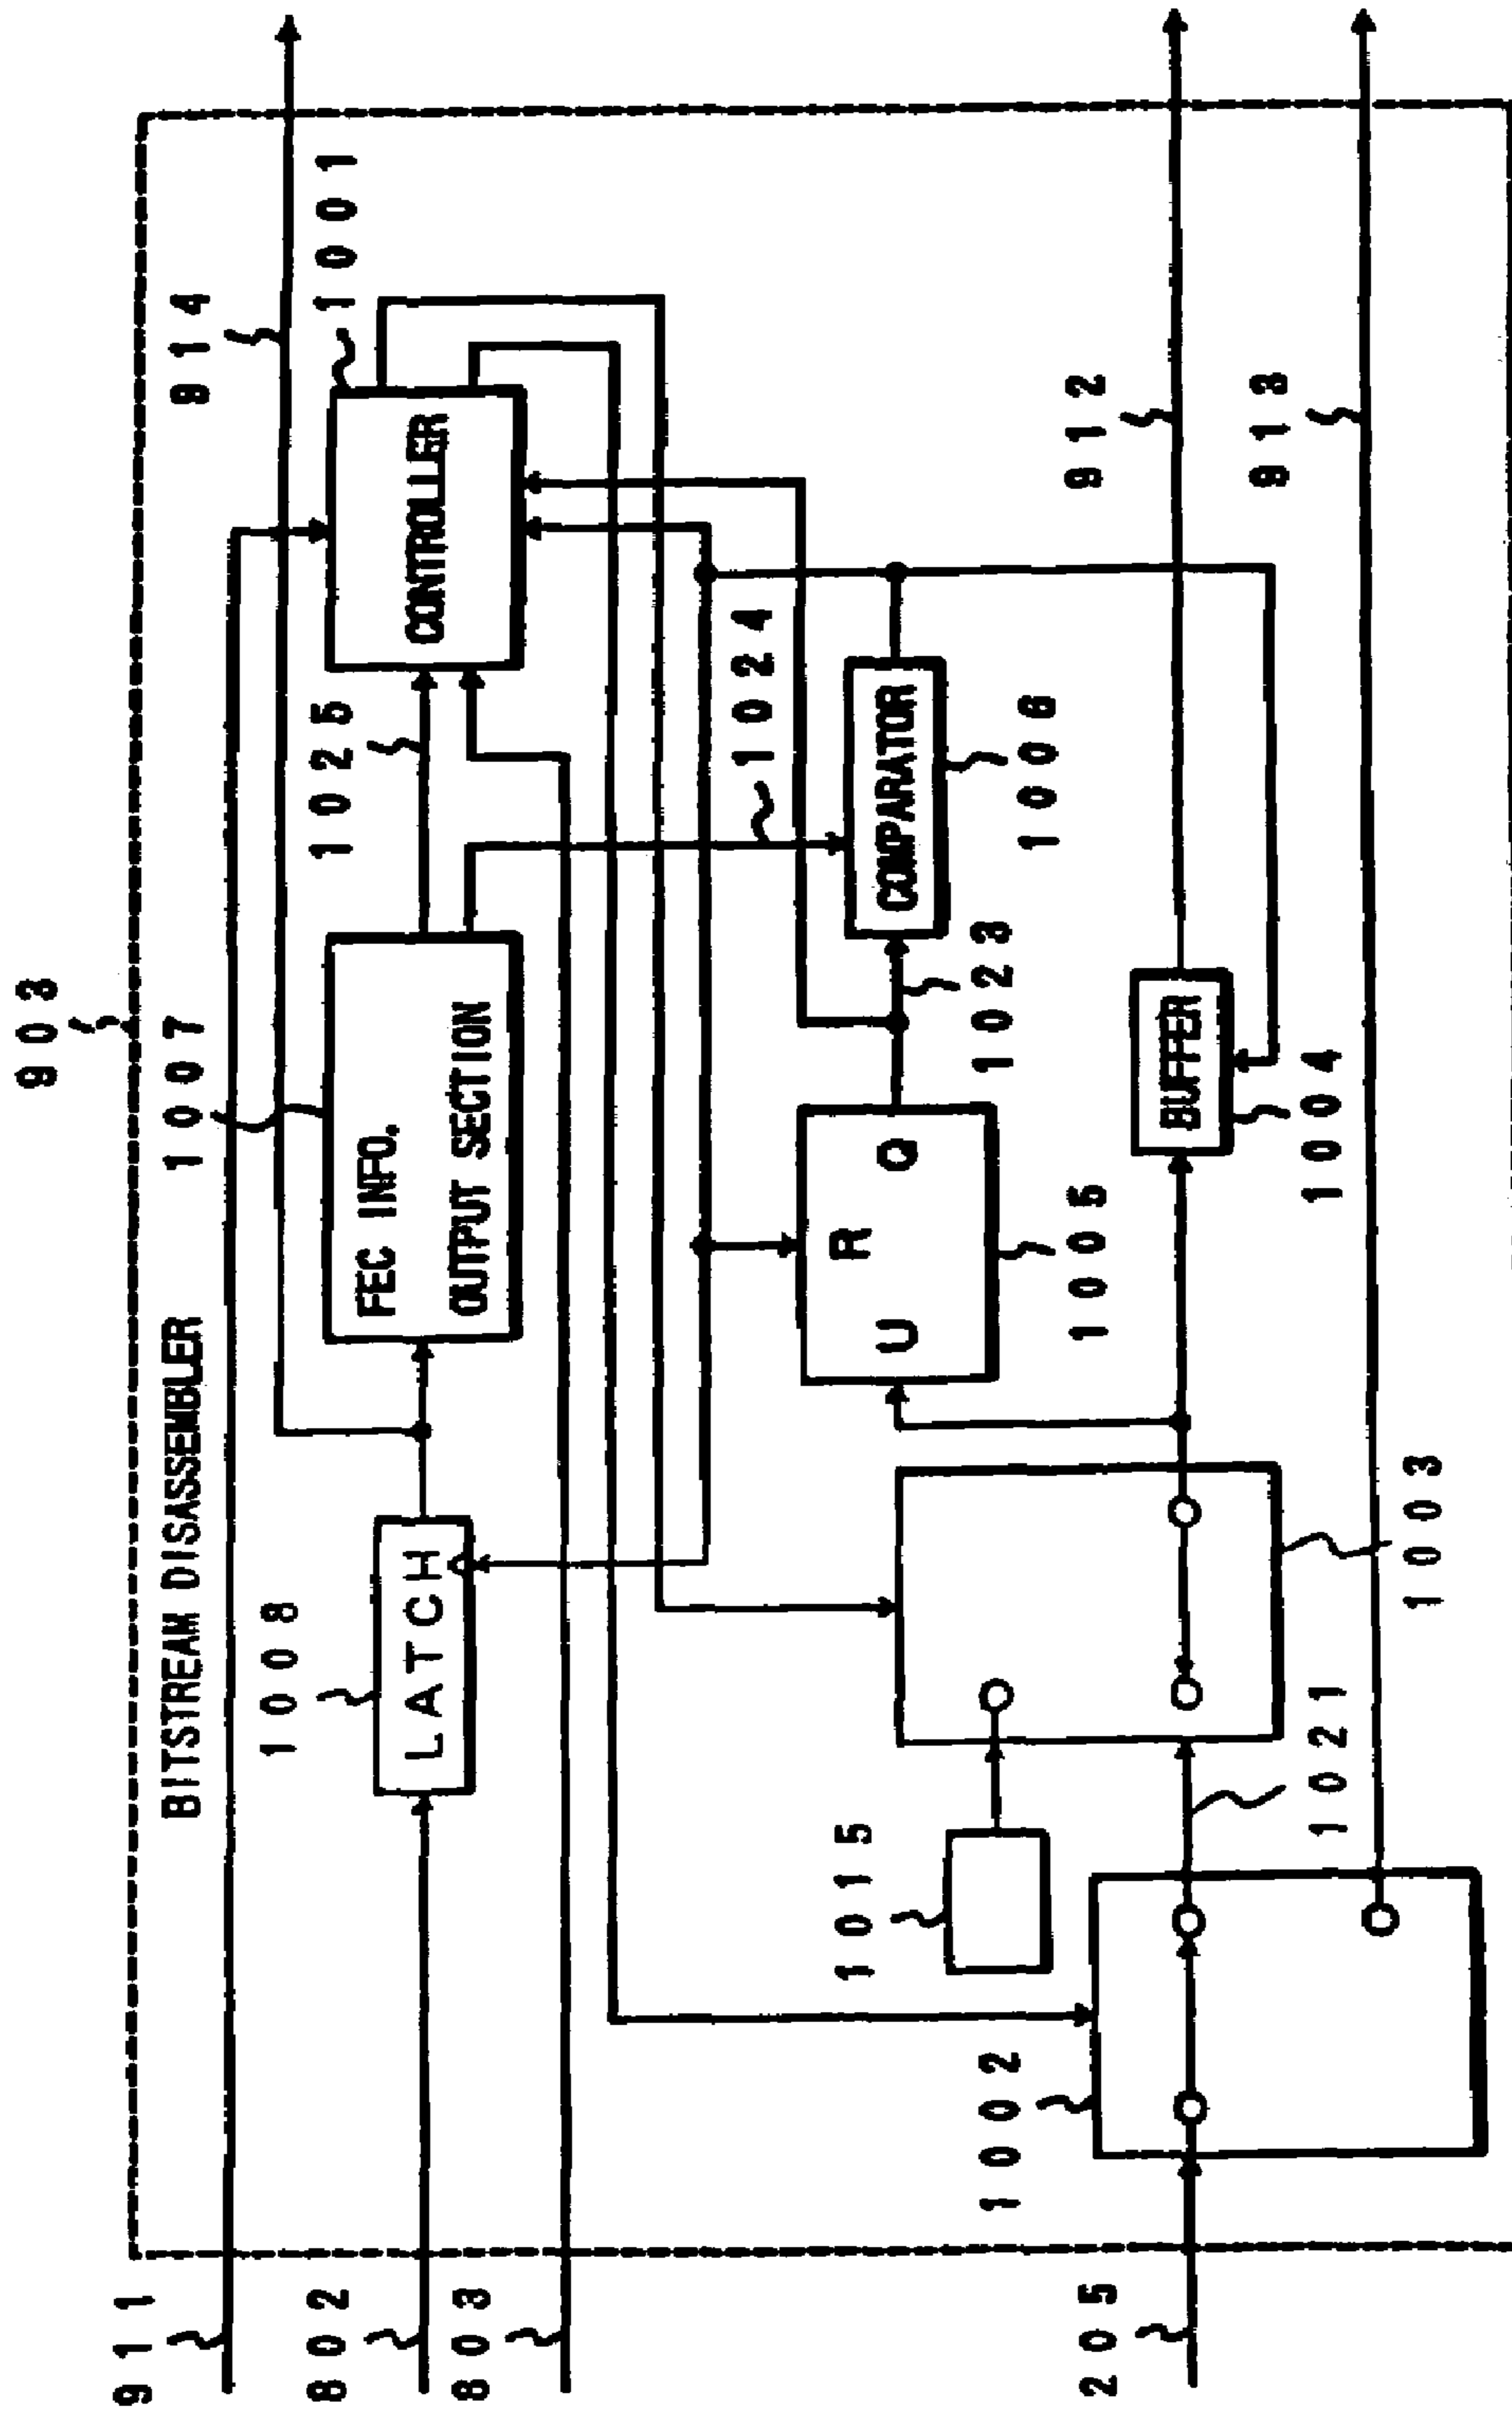 903
BITSTREAM DISASSEMBLER
911
914
1007
1008
1025
1001
802
LATCH
FEC INFO.
OUTPUT SECTION
CONTROLLER
803
1024
1015
R
U
Q
1023
COMPARATOR
1006
1005
1002
205
BUFFER
912
1021
1003
1004
913